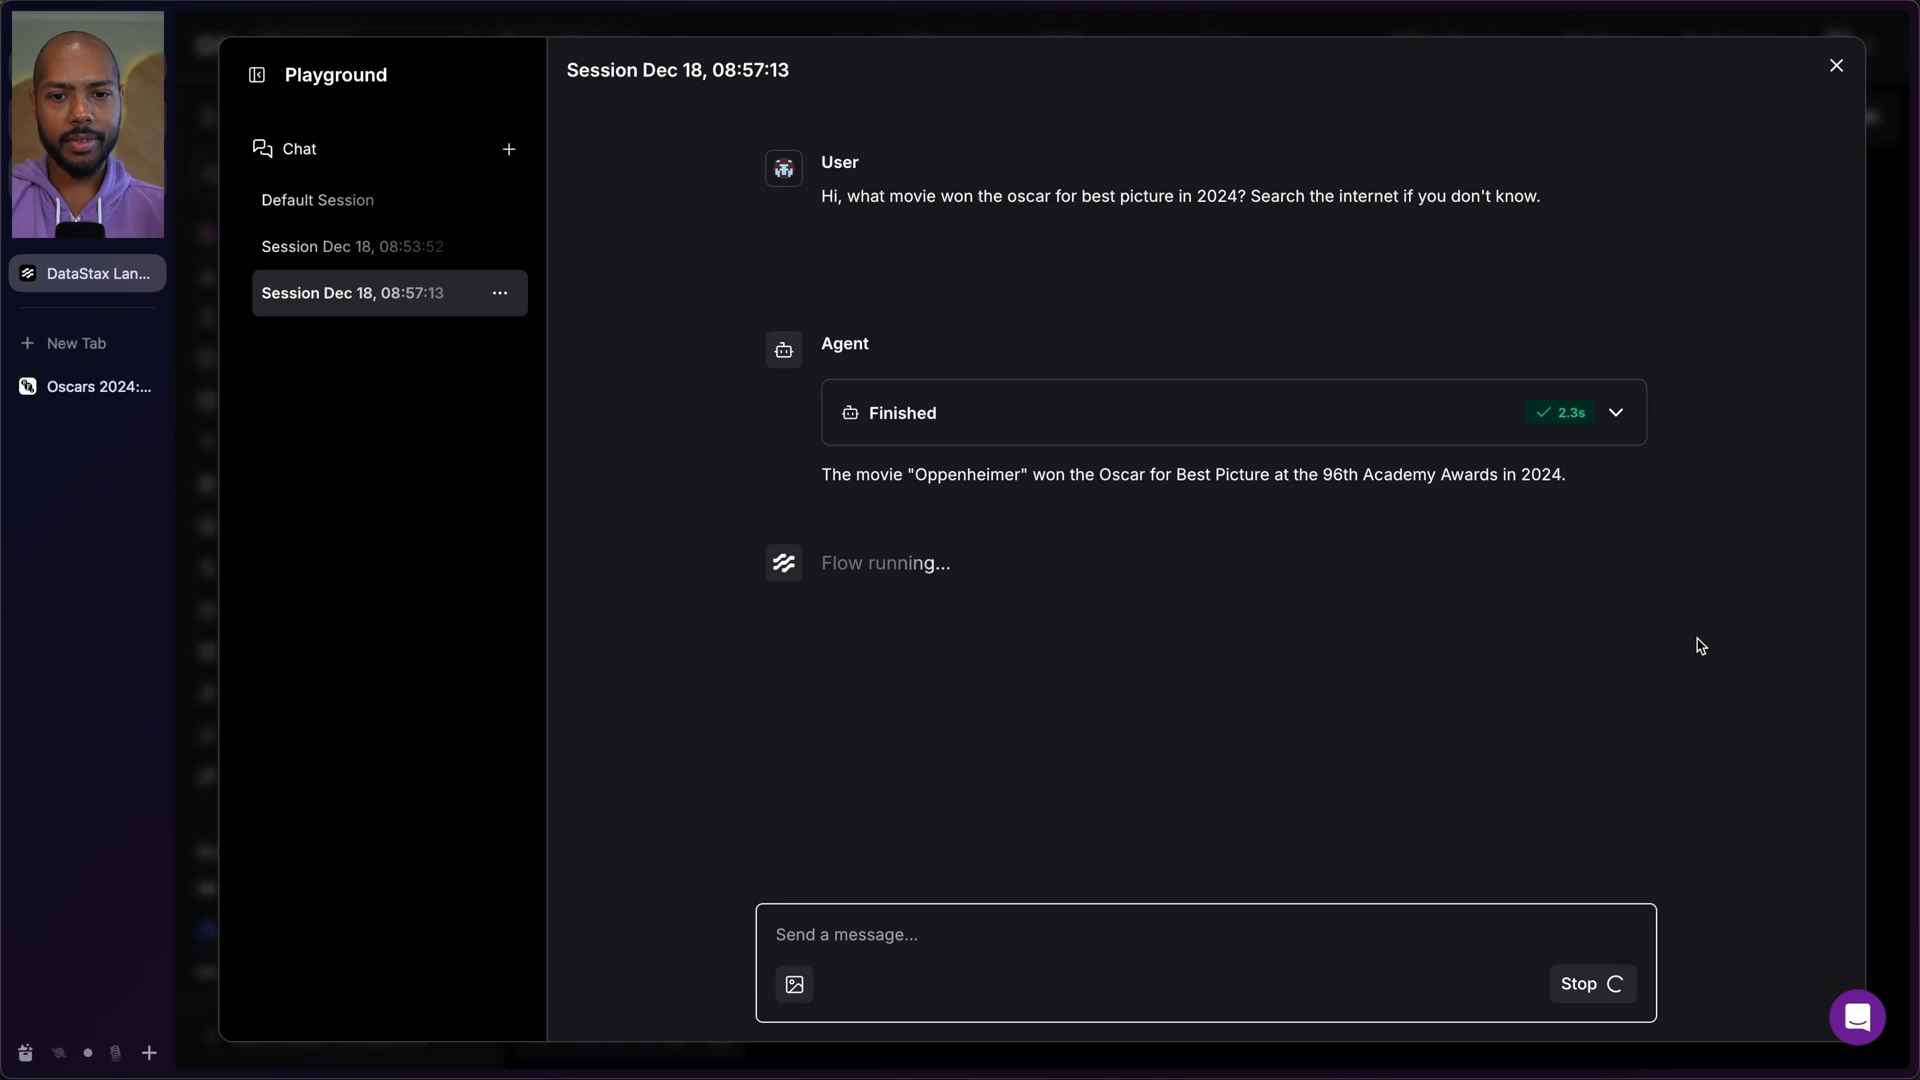 DataStax Lan...
New Tab
Oscars 2024:...
Playground
Chat
Default Session
Session Dec 18, 08:53:52
Session Dec 18, 08:57:13
Session Dec 18, 08:57:13
User
Hi, what movie won the oscar for best picture in 2024? Search the internet if you don't know.
Agent
Finished
2.3s
The movie "Oppenheimer" won the Oscar for Best Picture at the 96th Academy Awards in 2024.
Flow running...
Send a message...
Stop